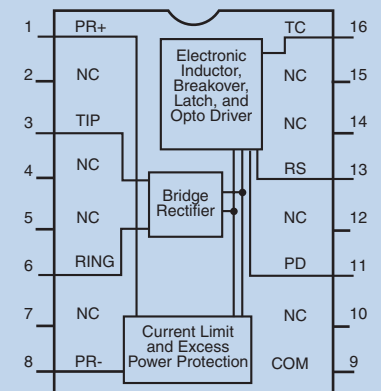 1 PR+ TC 16
Electronic
Inductor,
Breakover,
Latch, and
Opto Driver
2 NC NC 15
3 TIP NC 14
4 NC RS 13
Bridge
Rectifier
5 NC NC 12
6 RING PD 11
7 NC NC 10
Current Limit
and Excess
Power Protection
8 PR- COM 9